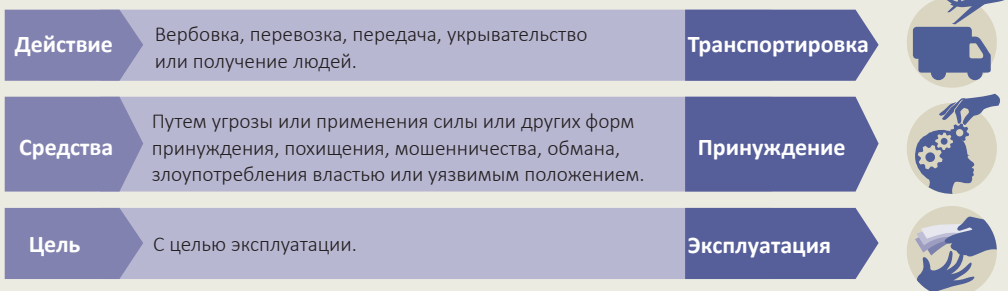 Действие
Вербовка, перевозка, передача, укрывательство
или получение людей.
Транспортировка
Средства
Путем угрозы или применения силы или других форм
принуждения, похищения, мошенничества, обмана,
злоупотребления властью или уязвимым положением.
Принуждение
Цель
С целью эксплуатации.
Эксплуатация